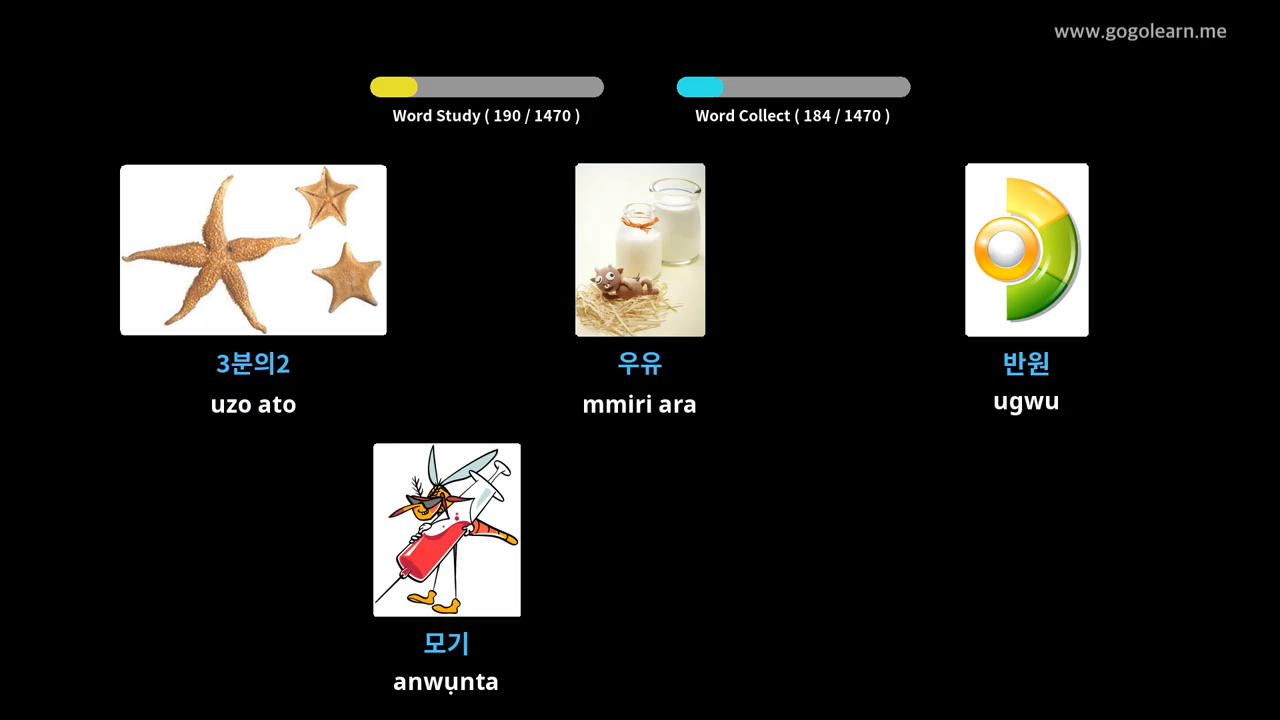 www.gogolearn.me
Word Study ( 190 / 1470 )
Word Collect ( 184 / 1470 )
3분의2
uzo ato
우유
mmiri ara
반원
ugwu
모기
anwụnta